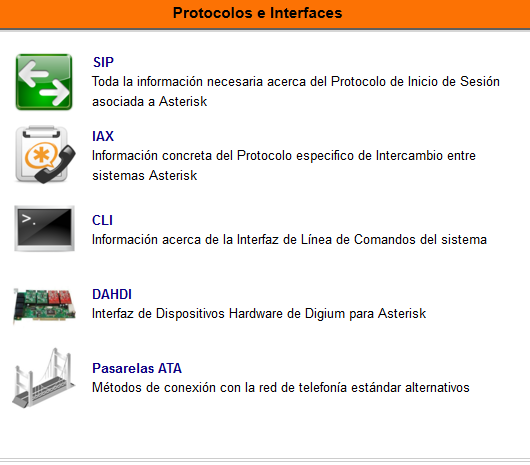 Protocolos e Interfaces
SIP
Toda la información necesaria acerca del Protocolo de Inicio de Sesión
asociada a Asterisk
IAX
Información concreta del Protocolo especifico de Intercambio entre
sistemas Asterisk
>.
CLI
Información acerca de la Interfaz de Línea de Comandos del sistema
DAHDI
Interfaz de Dispositivos Hardware de Digium para Asterisk
Pasarelas ATA
Métodos de conexión con la red de telefonía estándar alternativos